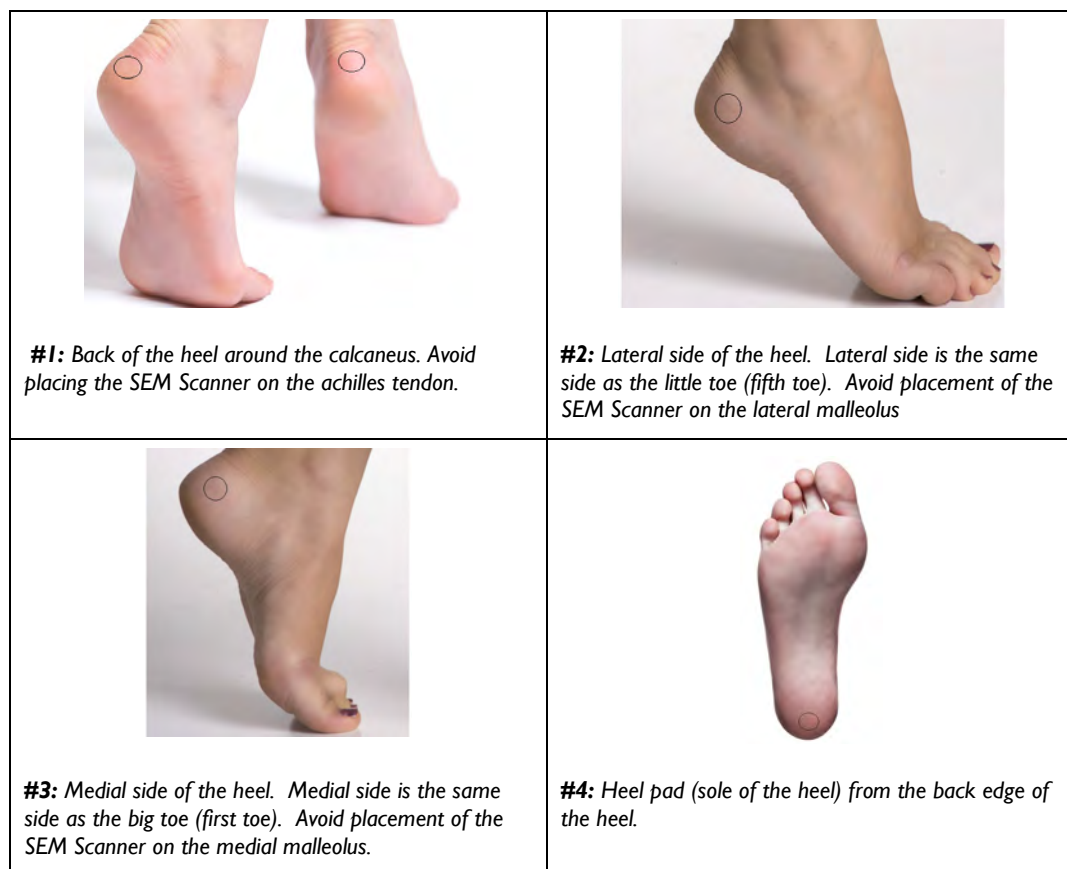 #1: Back of the heel around the calcaneus. Avoid
placing the SEM Scanner on the achilles tendon.
#2: Lateral side of the heel. Lateral side is the same
side as the little toe (fifth toe). Avoid placement of the
SEM Scanner on the lateral malleolus
#3: Medial side of the heel. Medial side is the same
side as the big toe (first toe). Avoid placement of the
SEM Scanner on the medial malleolus.
#4: Heel pad (sole of the heel) from the back edge of
the heel.